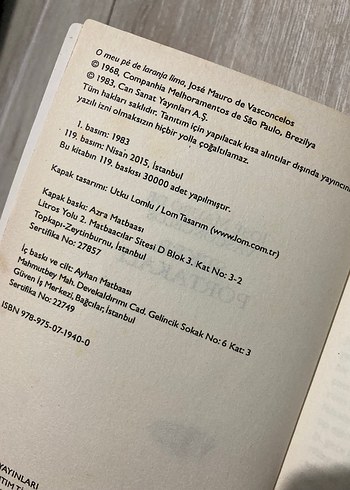 O meu pé de laranja lima, José Mauro de Vasconcelos
© 1968, Companhia Melhoramentos de São Paulo, Brezilya
© 1983, Can Sanat Yayınları A.Ş.
Tüm hakları saklıdır. Tanıtım için yapılacak kısa alıntılar dışında yayıncın
yazılı izni olmaksızın hiçbir yolla çoğaltılamaz.
1. basım: 1983
119. basım: Nisan 2015, İstanbul
Bu kitabın 119. baskısı 30000 adet yapılmıştır.
Kapak tasarımı: Utku Lomlu / Lom Tasarım (www.lom.com.tr)
Kapak baskı: Azra Matbaası
Litros Yolu 2. Matbaacılar Sitesi D Blok 3. Kat No: 3-2
Topkapı-Zeytinburnu, İstanbul
Sertifika No: 27857
İç baskı ve cilt: Ayhan Matbaası
Mahmutbey Mah. Devekaldırımı Cad. Gelincik Sokak No: 6 Kat: 3
Güven İş Merkezi, Bağcılar, İstanbul
Sertifika No: 22749
ISBN 978-975-07-1940-0
YAYINLARI